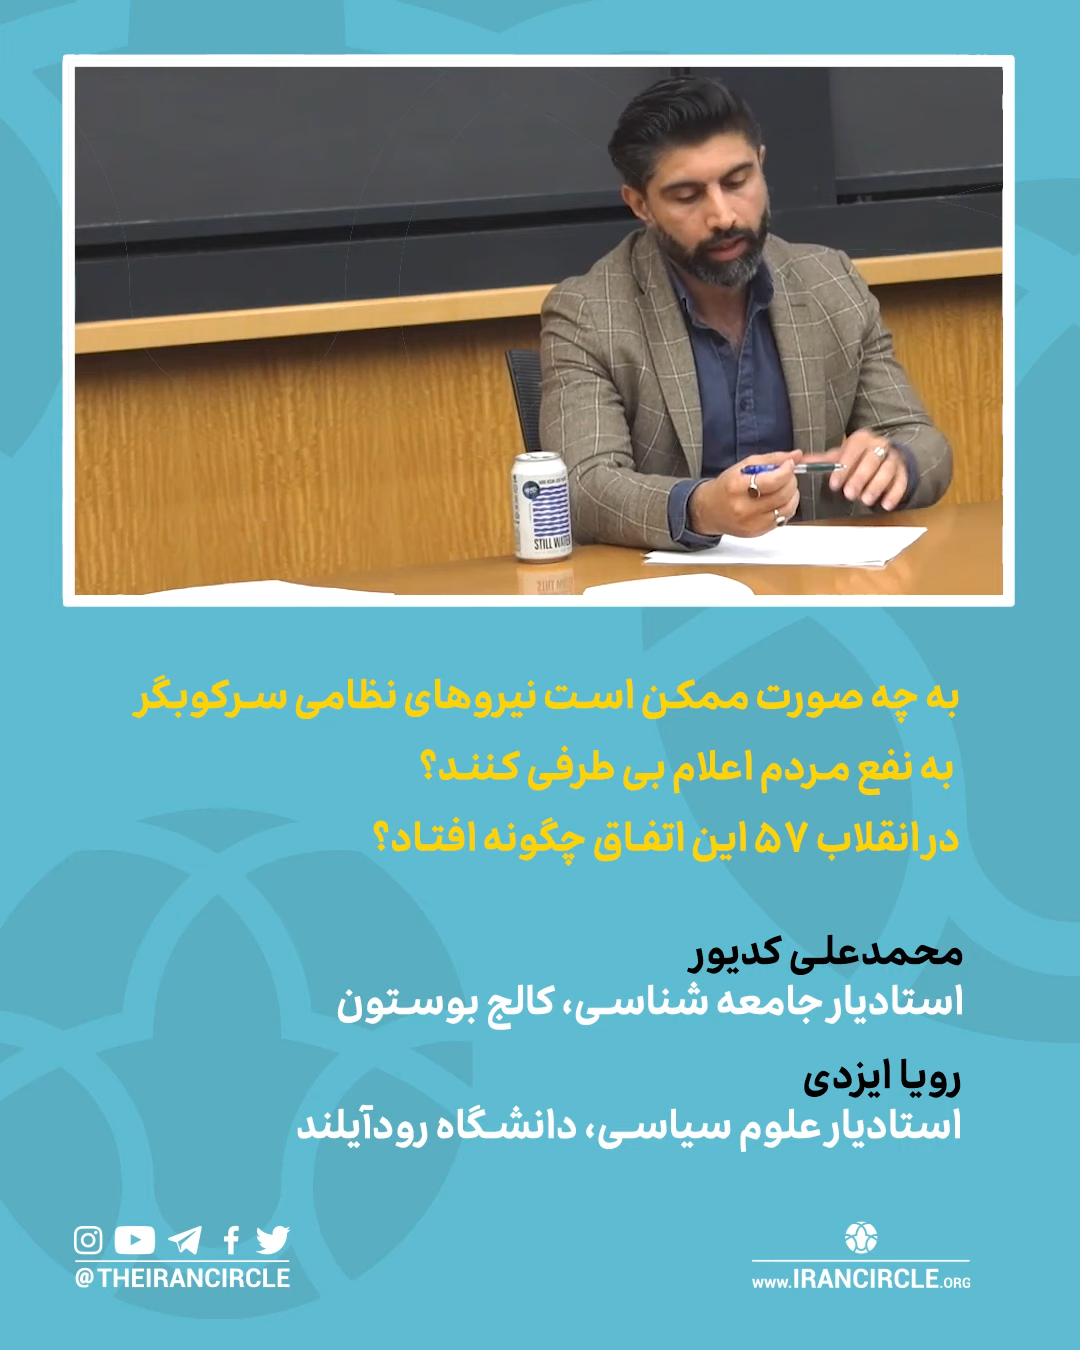 STILL WATER
به چه صورت ممکن است نیروهای نظامی سرکوبگر
به نفع مردم اعلام بی طرفی کنند؟
در انقلاب ۵۷ این اتفاق چگونه افتاد؟
محمدعلی کدیور
استادیار جامعه شناسی، کالج بوستون
رویا ایزدی
استادیار علوم سیاسی، دانشگاه رودآیلند
@THEIRANCIRCLE
www.IRANCIRCLE.ORG